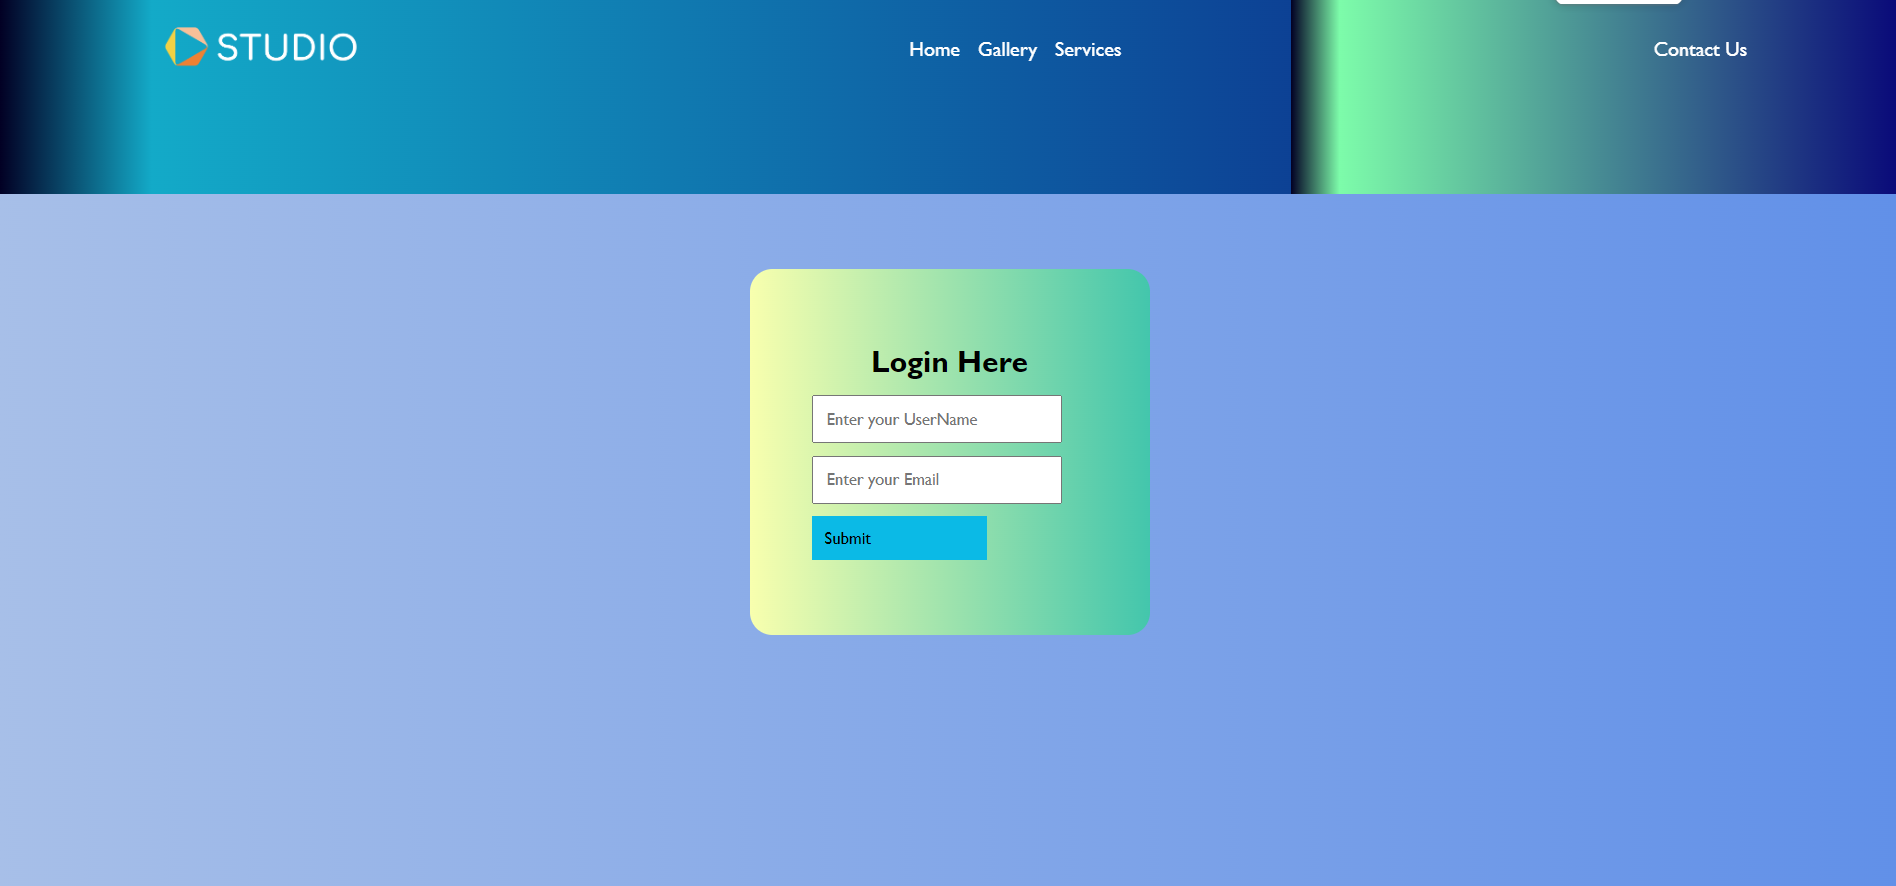 STUDIO
Home Gallery Services
Contact Us
Login Here
Enter your UserName
Enter your Email
Submit